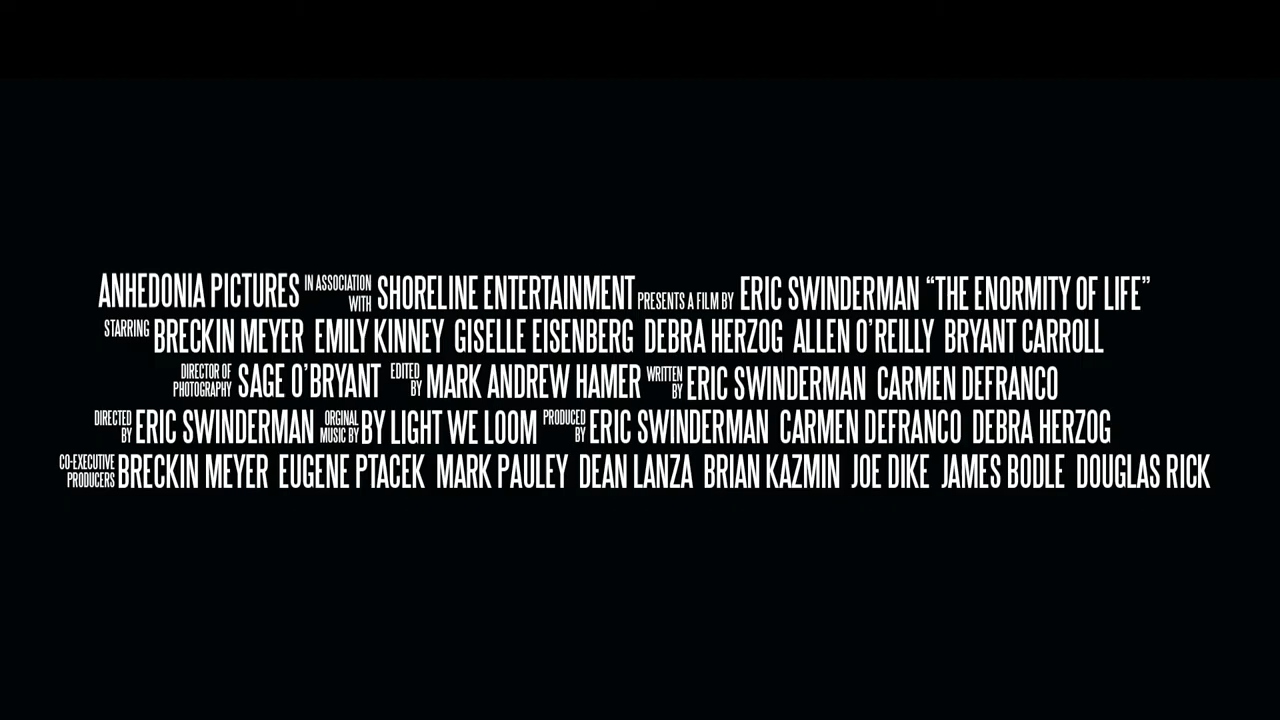 ANHEDONIA PICTURES IN ASSOCIATION WITH SHORELINE ENTERTAINMENT PRESENTS A FILM BY ERIC SWINDERMAN “THE ENORMITY OF LIFE”
STARRING BRECKIN MEYER EMILY KINNEY GISELLE EISENBERG DEBRA HERZOG ALLEN O’REILLY BRYANT CARROLL
DIRECTOR OF PHOTOGRAPHY SAGE O’BRYANT EDITED BY MARK ANDREW HAMER WRITTEN BY ERIC SWINDERMAN CARMEN DEFRANCO
DIRECTED BY ERIC SWINDERMAN ORGINAL MUSIC BY BY LIGHT WE LOOM PRODUCED BY ERIC SWINDERMAN CARMEN DEFRANCO DEBRA HERZOG
CO-EXECUTIVE PRODUCERS BRECKIN MEYER EUGENE PTACEK MARK PAULEY DEAN LANZA BRIAN KAZMIN JOE DIKE JAMES BODLE DOUGLAS RICK